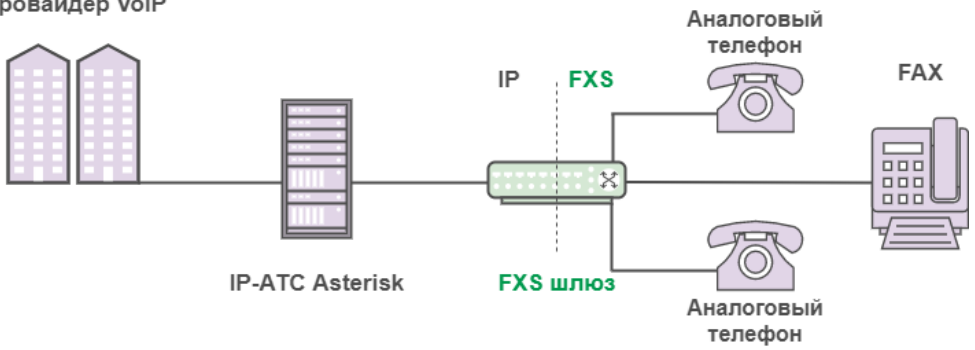 ровайдер VoIP
Аналоговый
телефон
IP
FXS
FAX
IP-АТС Asterisk
FXS шлюз
Аналоговый
телефон